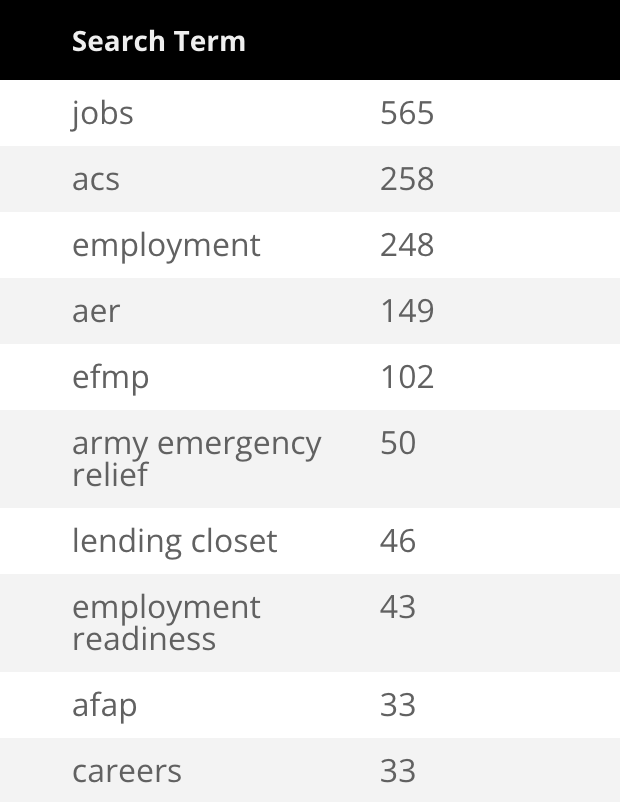 Search Term
jobs 565
acs 258
employment 248
aer 149
efmp 102
army emergency 50
relief
lending closet 46
employment 43
readiness
afap 33
careers 33